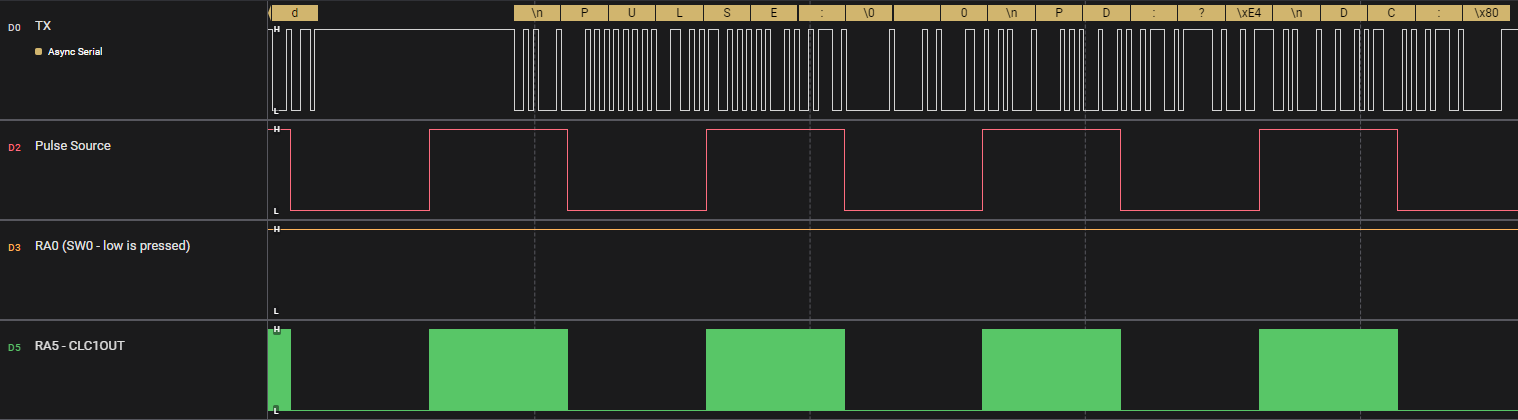 d \n P U L S E : \0 0 \n P D : ? \xE4 \n D C : \x80
D0 TX
H
Async Serial
L
D2 Pulse Source
H
L
D3 RA0 (SW0 - low is pressed)
H
L
D5 RA5 - CLC1OUT
H
L